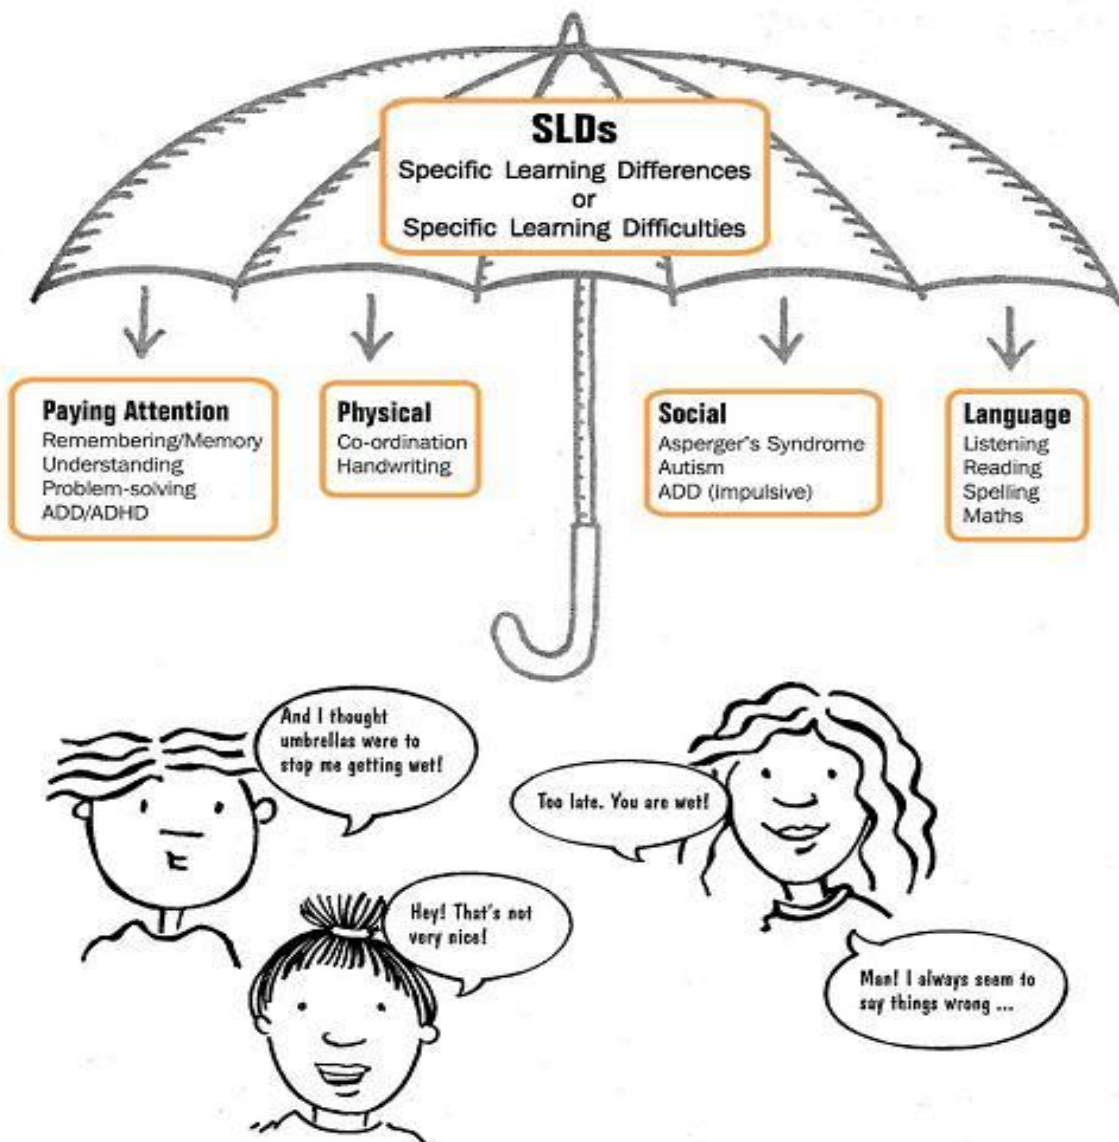 SLDs
Specific Learning Differences
or
Specific Learning Difficulties
Paying Attention
Remembering/Memory
Understanding
Problem-solving
ADD/ADHD
Physical
Co-ordination
Handwriting
Social
Asperger's Syndrome
Autism
ADD (impulsive)
Language
Listening
Reading
Spelling
Maths
And I thought
umbrellas were to
stop me getting wet!
Too late. You are wet!
Hey! That's not
very nice!
Man! I always seem to
say things wrong ...